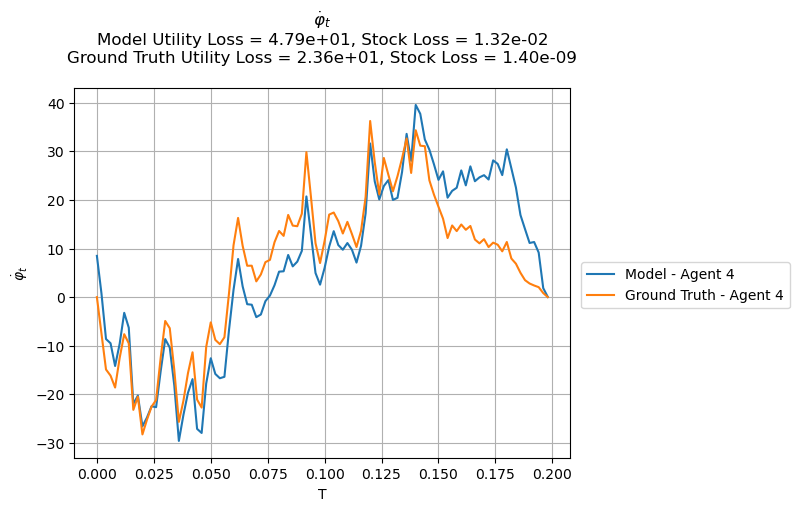 φ̇ₜ
Model Utility Loss = 4.79e+01, Stock Loss = 1.32e-02
Ground Truth Utility Loss = 2.36e+01, Stock Loss = 1.40e-09
40
30
20
10
0
−10
−20
−30
φ̇ₜ
0.000 0.025 0.050 0.075 0.100 0.125 0.150 0.175 0.200
T
Model - Agent 4
Ground Truth - Agent 4